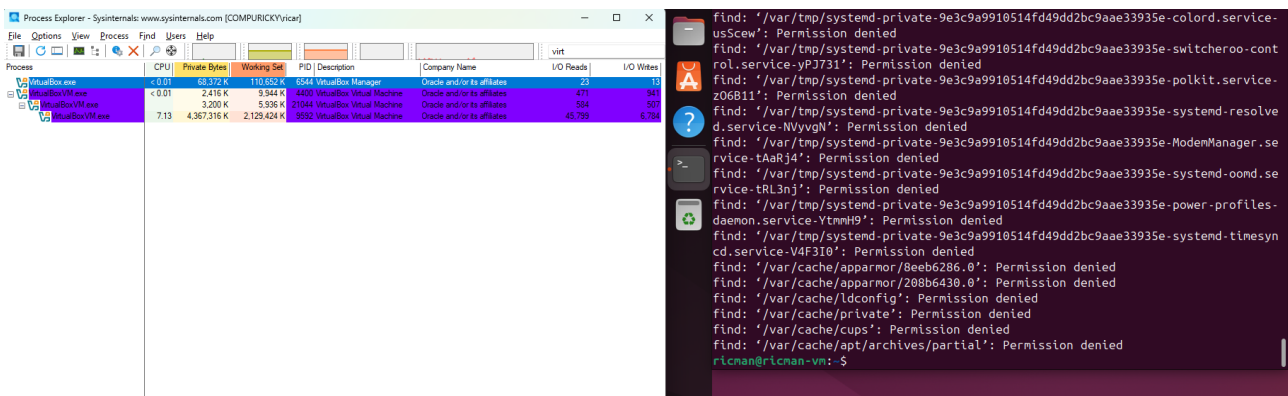 Process Explorer - Sysinternals: www.sysinternals.com [COMPURICKY\ricar]
File Options View Process Find Users Help
virt
Process CPU Private Bytes Working Set PID Description Company Name I/O Reads I/O Writes
VirtualBox.exe < 0.01 68,372 K 110,652 K 6544 VirtualBox Manager Oracle and/or its affiliates 23 13
VirtualBoxVM.exe < 0.01 2,416 K 9,944 K 4400 VirtualBox Virtual Machine Oracle and/or its affiliates 471 941
VirtualBoxVM.exe 3,200 K 5,936 K 21044 VirtualBox Virtual Machine Oracle and/or its affiliates 507
VirtualBoxVM.exe 7.13 4,367,316 K 2,129,424 K VirtualBox Virtual Machine Oracle and/or its affiliates
find: ‘/var/tmp/systemd-private-9e3c9a9910514fd49dd2bc9aae33935e-colord.service-
usScew’: Permission denied
find: ‘/var/tmp/systemd-private-9e3c9a9910514fd49dd2bc9aae33935e-switcheroo-cont
rol.service-yPJ731’: Permission denied
find: ‘/var/tmp/systemd-private-9e3c9a9910514fd49dd2bc9aae33935e-polkit.service-
zO6B11’: Permission denied
find: ‘/var/tmp/systemd-private-9e3c9a9910514fd49dd2bc9aae33935e-systemd-resolve
d.service-NVyvgN’: Permission denied
find: ‘/var/tmp/systemd-private-9e3c9a9910514fd49dd2bc9aae33935e-ModemManager.se
rvice-tAaRj4’: Permission denied
find: ‘/var/tmp/systemd-private-9e3c9a9910514fd49dd2bc9aae33935e-systemd-oomd.se
rvice-tRL3nj’: Permission denied
find: ‘/var/tmp/systemd-private-9e3c9a9910514fd49dd2bc9aae33935e-power-profiles-
daemon.service-YtmmH9’: Permission denied
find: ‘/var/tmp/systemd-private-9e3c9a9910514fd49dd2bc9aae33935e-systemd-timesyn
cd.service-V4F3I0’: Permission denied
find: ‘/var/cache/apparmor/8eeb6286.0’: Permission denied
find: ‘/var/cache/apparmor/208b6430.0’: Permission denied
find: ‘/var/cache/ldconfig’: Permission denied
find: ‘/var/cache/private’: Permission denied
find: ‘/var/cache/cups’: Permission denied
find: ‘/var/cache/apt/archives/partial’: Permission denied
ricman@ricman-vm:~$